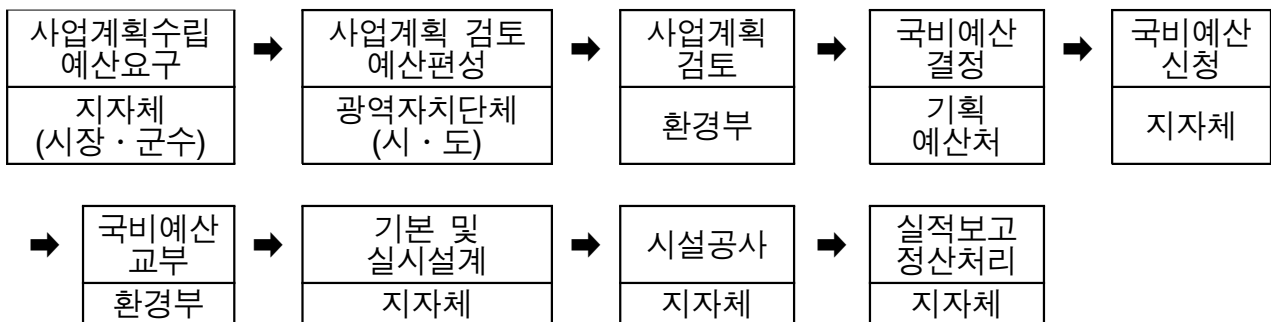 사업계획수립
예산요구
지자체
(시장·군수)
➡
사업계획 검토
예산편성
광역자치단체
(시·도)
➡
사업계획
검토
환경부
➡
국비예산
결정
기획
예산처
➡
국비예산
신청
지자체
➡
국비예산
교부
환경부
➡
기본 및
실시설계
지자체
➡
시설공사
지자체
➡
실적보고
정산처리
지자체